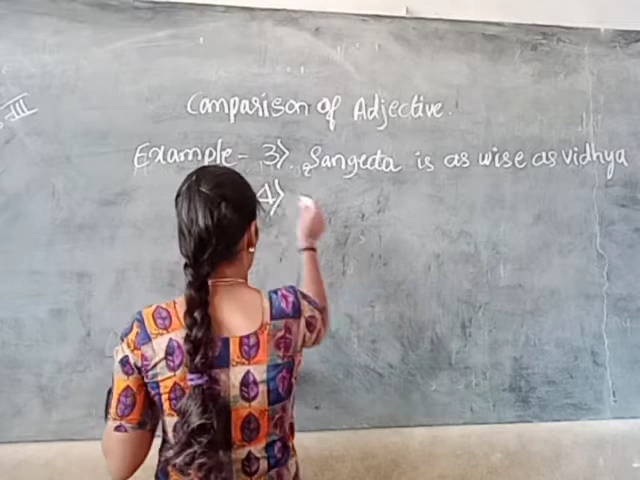 III
Comparison of Adjective.
Example- 3). Sangeeta is as wise as vidhya
4)